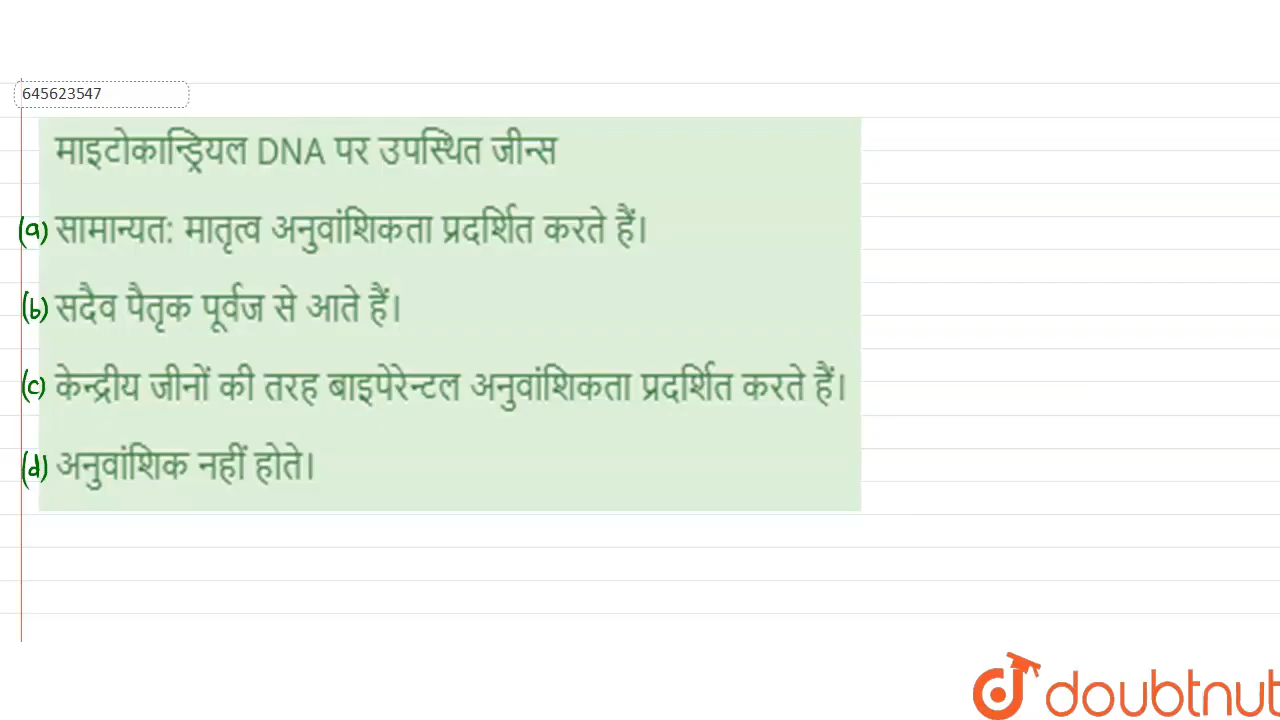 645623547
माइटोकान्ड्रियल DNA पर उपस्थित जीन्स
(a) सामान्यत: मातृत्व अनुवांशिकता प्रदर्शित करते हैं।
(b) सदैव पैतृक पूर्वज से आते हैं।
(c) केन्द्रीय जीनों की तरह बाइपेरेन्टल अनुवांशिकता प्रदर्शित करते हैं।
(d) अनुवांशिक नहीं होते।
doubtnut